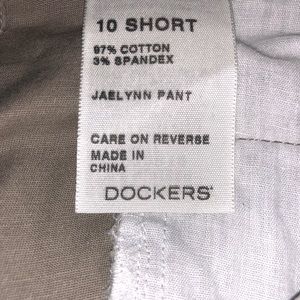 10 SHORT
97% COTTON
3% SPANDEX
JAELYNN PANT
CARE ON REVERSE
MADE IN
CHINA
DOCKERS®